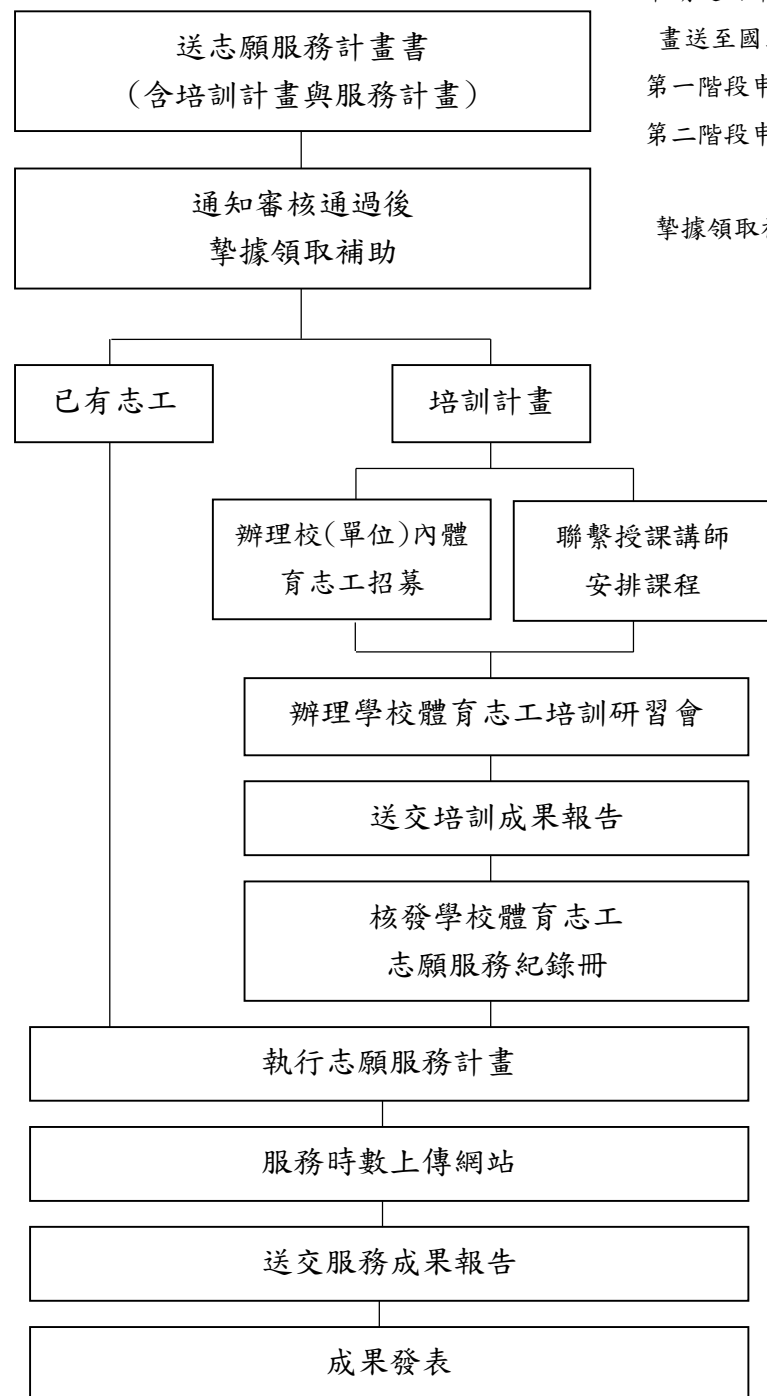 送志願服務計畫書
(含培訓計畫與服務計畫)
畫送至國
第一階段申
第二階段申
通知審核通過後
掣據領取補助
掣據領取補
已有志工
培訓計畫
辦理校(單位)內體
育志工招募
聯繫授課講師
安排課程
辦理學校體育志工培訓研習會
送交培訓成果報告
核發學校體育志工
志願服務紀錄冊
執行志願服務計畫
服務時數上傳網站
送交服務成果報告
成果發表